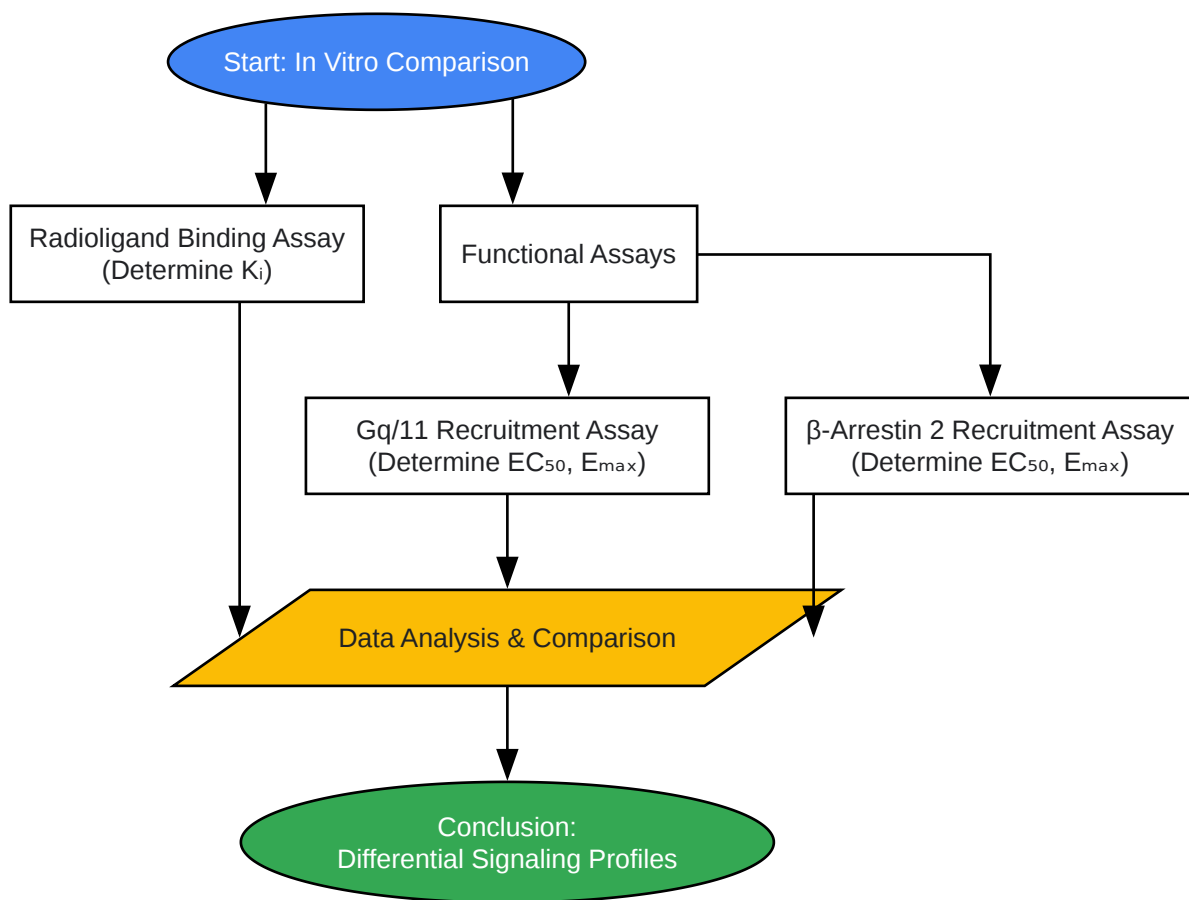 Start: In Vitro Comparison
Radioligand Binding Assay
(Determine Kᵢ)
Functional Assays
Gq/11 Recruitment Assay
(Determine EC₅₀, Eₘₐₓ)
β-Arrestin 2 Recruitment Assay
(Determine EC₅₀, Eₘₐₓ)
Data Analysis & Comparison
Conclusion:
Differential Signaling Profiles